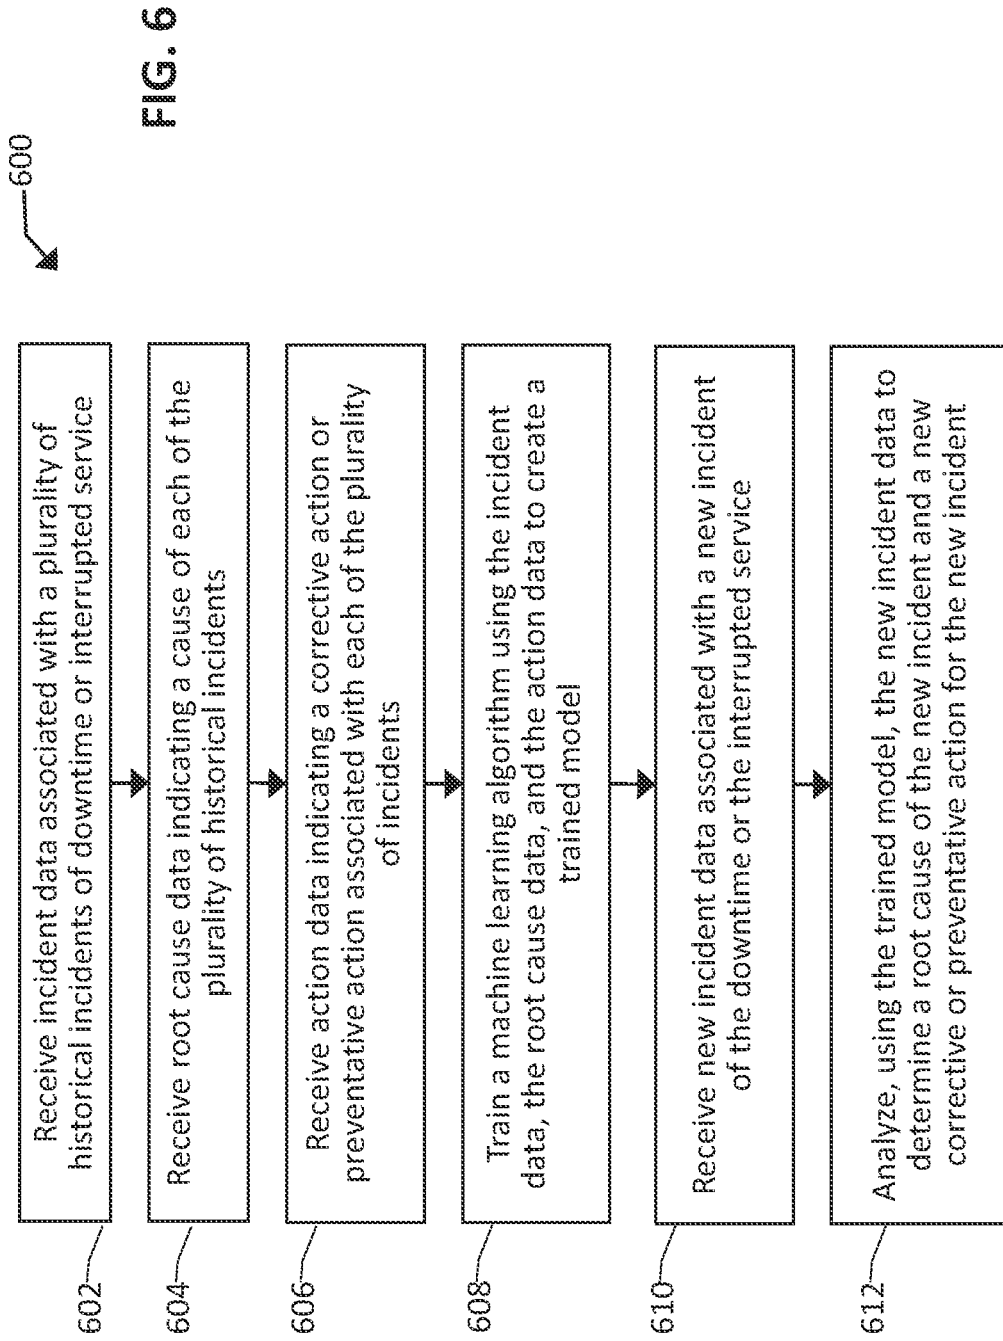 600
FIG. 6
602
Receive incident data associated with a plurality of
historical incidents of downtime or interrupted service
604
Receive root cause data indicating a cause of each of the
plurality of historical incidents
606
Receive action data indicating a corrective action or
preventative action associated with each of the plurality
of incidents
608
Train a machine learning algorithm using the incident
data, the root cause data, and the action data to create a
trained model
610
Receive new incident data associated with a new incident
of the downtime or the interrupted service
612
Analyze, using the trained model, the new incident data to
determine a root cause of the new incident and a new
corrective or preventative action for the new incident